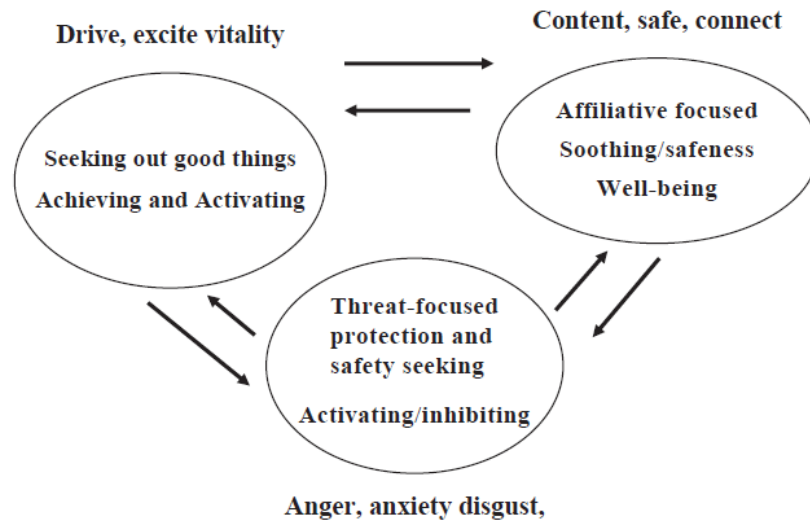 Drive, excite vitality
Content, safe, connect
Seeking out good things
Achieving and Activating
Affiliative focused
Soothing/safeness
Well-being
Threat-focused
protection and
safety seeking
Activating/inhibiting
Anger, anxiety disgust,